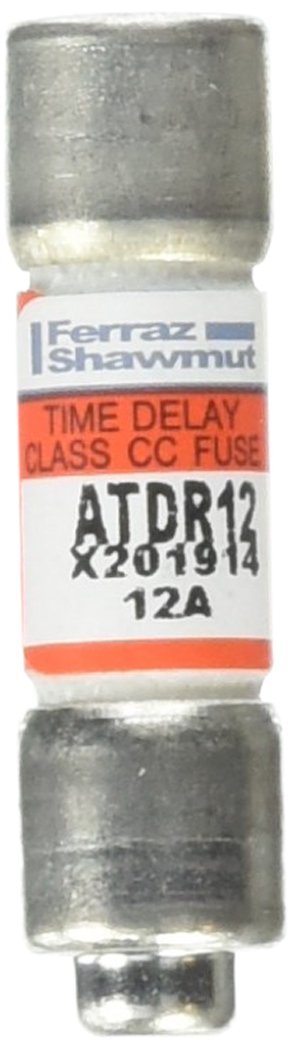 Ferraz
Shawmut
TIME DELAY
CLASS CC FUSE
ATDR12
X201914
12A